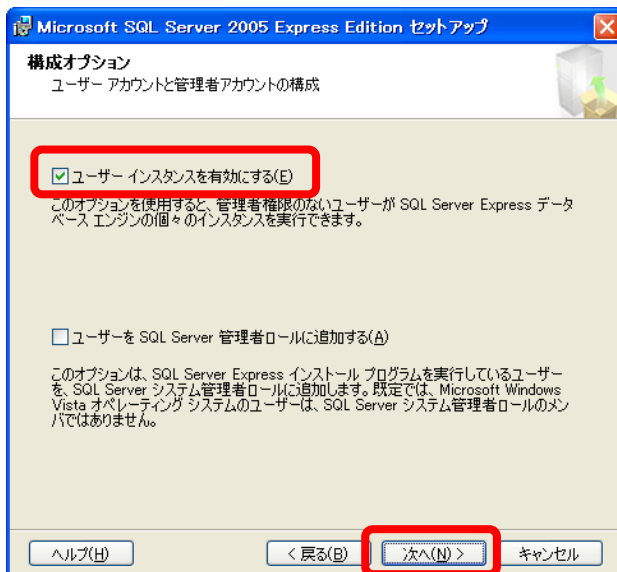 Microsoft SQL Server 2005 Express Edition セットアップ
構成オプション
ユーザー アカウントと管理者アカウントの構成
ユーザー インスタンスを有効にする(E)
このオプションを使用すると、管理者権限のないユーザーが SQL Server Express データ
ベース エンジンの個々のインスタンスを実行できます。
ユーザーを SQL Server 管理者ロールに追加する(A)
このオプションは、SQL Server Express インストール プログラムを実行しているユーザー
を、SQL Server システム管理者ロールに追加します。既定では、Microsoft Windows
Vista オペレーティング システムのユーザーは、SQL Server システム管理者ロールのメン
バではありません。
ヘルプ(H)
< 戻る(B)
次へ(N) >
キャンセル